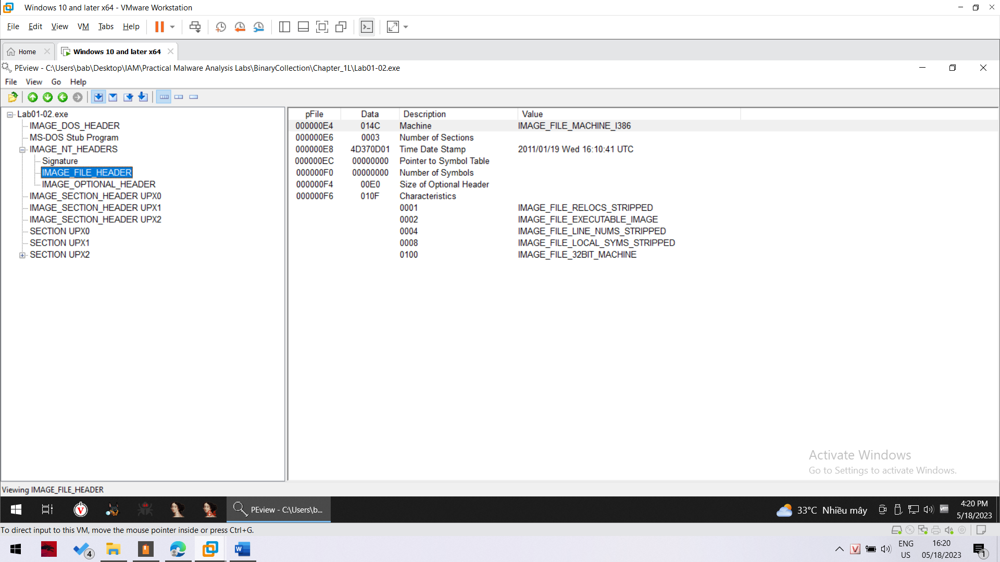 Windows 10 and later x64 - VMware Workstation
File Edit View VM Tabs Help
Home Windows 10 and later x64
PEview - C:\Users\bab\Desktop\IAM\Practical Malware Analysis Labs\BinaryCollection\Chapter_1L\Lab01-02.exe
File View Go Help
Lab01-02.exe
IMAGE_DOS_HEADER
MS-DOS Stub Program
IMAGE_NT_HEADERS
Signature
IMAGE_FILE_HEADER
IMAGE_OPTIONAL_HEADER
IMAGE_SECTION_HEADER UPX0
IMAGE_SECTION_HEADER UPX1
IMAGE_SECTION_HEADER UPX2
SECTION UPX0
SECTION UPX1
SECTION UPX2
pFile Data Description Value
000000E4 014C Machine IMAGE_FILE_MACHINE_I386
000000E6 0003 Number of Sections
000000E8 4D370D01 Time Date Stamp 2011/01/19 Wed 16:10:41 UTC
000000EC 00000000 Pointer to Symbol Table
000000F0 00000000 Number of Symbols
000000F4 00E0 Size of Optional Header
000000F6 010F Characteristics
0001 IMAGE_FILE_RELOCS_STRIPPED
0002 IMAGE_FILE_EXECUTABLE_IMAGE
0004 IMAGE_FILE_LINE_NUMS_STRIPPED
0008 IMAGE_FILE_LOCAL_SYMS_STRIPPED
0100 IMAGE_FILE_32BIT_MACHINE
Activate Windows
Go to Settings to activate Windows.
Viewing IMAGE_FILE_HEADER
V
64
PEview - C:\Users\b...
33°C Nhiều mây
vm
4:20 PM
5/18/2023
To direct input to this VM, move the mouse pointer inside or press Ctrl+G.
4
W
V
ENG
US
16:20
05/18/2023
1